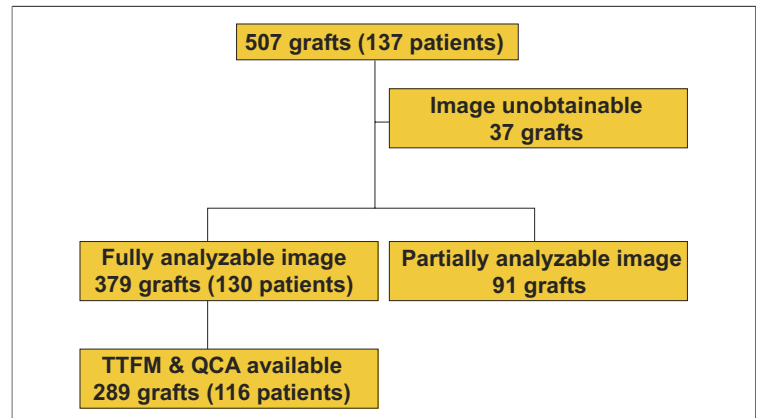 507 grafts (137 patients)
Image unobtainable
37 grafts
Fully analyzable image
379 grafts (130 patients)
Partially analyzable image
91 grafts
TTFM & QCA available
289 grafts (116 patients)